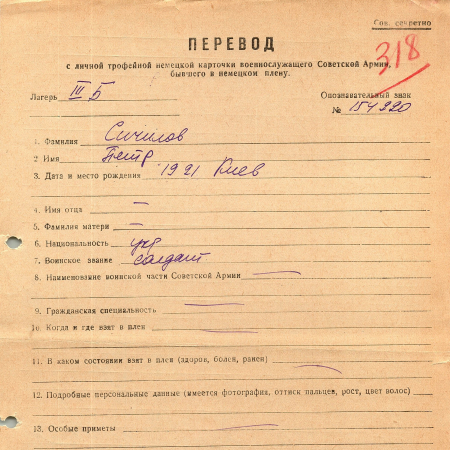 Сов. секретно
318
ПЕРЕВОД
с личной трофейной немецкой карточки военнослужащего Советской Армии,
бывшего в немецком плену.
Лагерь III Б
Опознавательный знак
№ 154220
1. Фамилия Сичилов
2 Имя Петр
3. Дата и место рождения 1921 Киев
4. Имя отца —
5. Фамилия матери —
6. Национальность укр
7. Воинское звание солдат
8. Наименование воинской части Советской Армии —
9. Гражданская специальность —
10. Когда и где взят в плен —
11. В каком состоянии взят в плен (здоров, болен, ранен) —
12. Подробные персональные данные (имеется фотография, оттиск пальцев, рост, цвет волос)
13. Особые приметы —